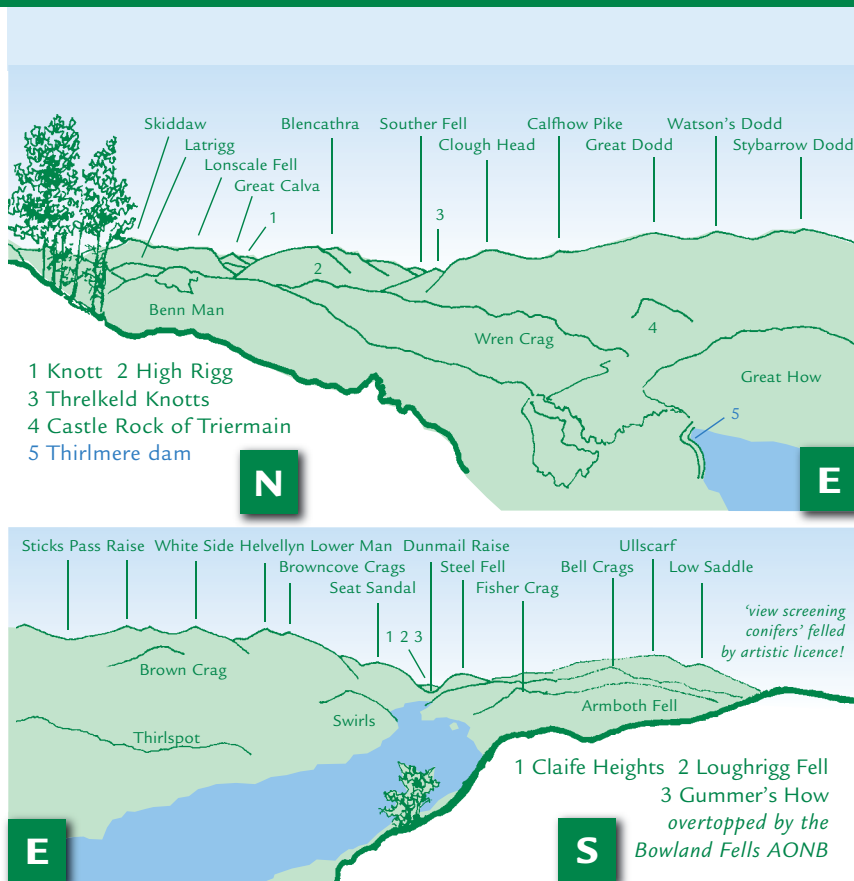 Skiddaw
Blencathra
Souther Fell
Calfhow Pike
Watson's Dodd
Latrigg
Clough Head
Great Dodd
Stybarrow Dodd
Lonscale Fell
Great Calva
1
3
2
Benn Man
Wren Crag
4
Great How
5
1 Knott 2 High Rigg
3 Threlkeld Knotts
4 Castle Rock of Triermain
5 Thirlmere dam
N
E
Sticks Pass Raise White Side Helvellyn Lower Man Dunmail Raise
Ullscarf
Browncove Crags
Steel Fell
Bell Crags
Low Saddle
Seat Sandal
Fisher Crag
'view screening
conifers' felled
by artistic licence!
1 2 3
Brown Crag
Swirls
Armboth Fell
Thirlspot
1 Claife Heights 2 Loughrigg Fell
3 Gummer's How
overtopped by the
Bowland Fells AONB
E
S